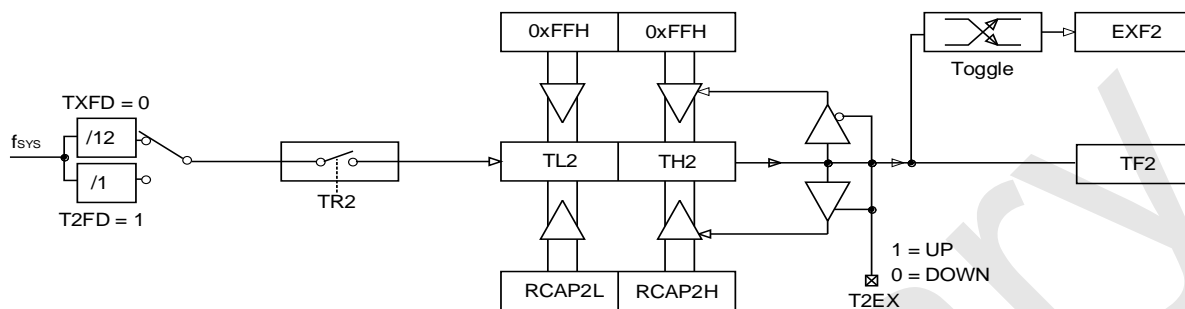 0xFFH 0xFFH EXF2
Toggle
TXFD = 0
fSYS /12
/1
T2FD = 1
TR2
TL2 TH2 TF2
1 = UP
0 = DOWN
RCAP2L RCAP2H
T2EX